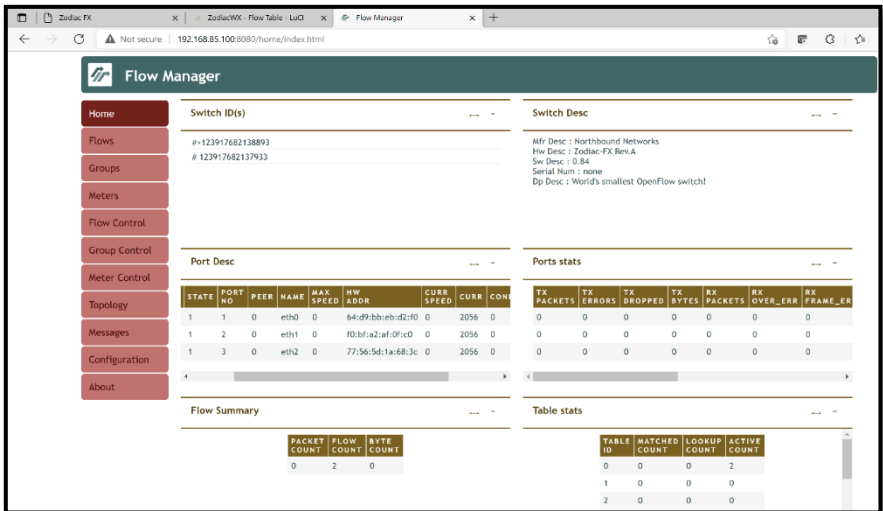 Zodiac FX
ZodiacWX - Flow Table - LuCI
Flow Manager
Not secure
192.168.85.100:8080/home/index.html
Flow Manager
Home
Flows
Groups
Meters
Flow Control
Group Control
Meter Control
Topology
Messages
Configuration
About
Switch ID(s)
#>123917682138893
# 123917682137933
Switch Desc
Mfr Desc : Northbound Networks
Hw Desc : Zodiac-FX Rev.A
Sw Desc : 0.84
Serial Num : none
Dp Desc : World's smallest OpenFlow switch!
Port Desc
STATE PORT NO PEER NAME MAX SPEED HW ADDR CURR SPEED CURR CONF
1 1 0 eth0 0 64:d9:bb:eb:d2:f0 0 2056 0
1 2 0 eth1 0 f0:bf:a2:af:0f:c0 0 2056 0
1 3 0 eth2 0 77:56:5d:1a:68:3c 0 2056 0
Ports stats
TX PACKETS TX ERRORS TX DROPPED TX BYTES RX PACKETS RX OVER_ERR RX FRAME_ER
0 0 0 0 0 0 0
0 0 0 0 0 0 0
0 0 0 0 0 0 0
Flow Summary
PACKET COUNT FLOW COUNT BYTE COUNT
0 2 0
Table stats
TABLE ID MATCHED COUNT LOOKUP COUNT ACTIVE COUNT
0 0 0 2
1 0 0 0
2 0 0 0